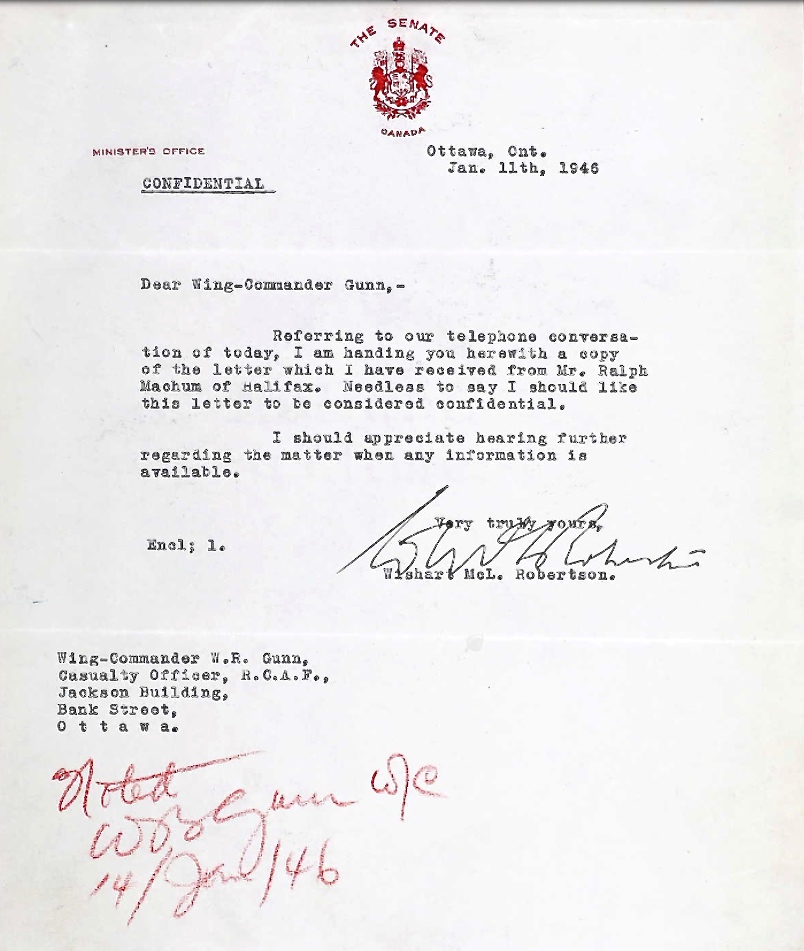 THE SENATE
CANADA
MINISTER'S OFFICE
Ottawa, Ont.
Jan. 11th, 1946
CONFIDENTIAL
Dear Wing-Commander Gunn,-
Referring to our telephone conversa-
tion of today, I am handing you herewith a copy
of the letter which I have received from Mr. Ralph
Machum of Halifax. Needless to say I should like
this letter to be considered confidential.
I should appreciate hearing further
regarding the matter when any information is
available.
Very truly yours,
Encl; 1.
Wishart McL. Robertson.
Wing-Commander W.R. Gunn,
Casualty Officer, R.C.A.F.,
Jackson Building,
Bank Street,
O t t a w a.
Noted
Gunn W/C
14/Jan/46